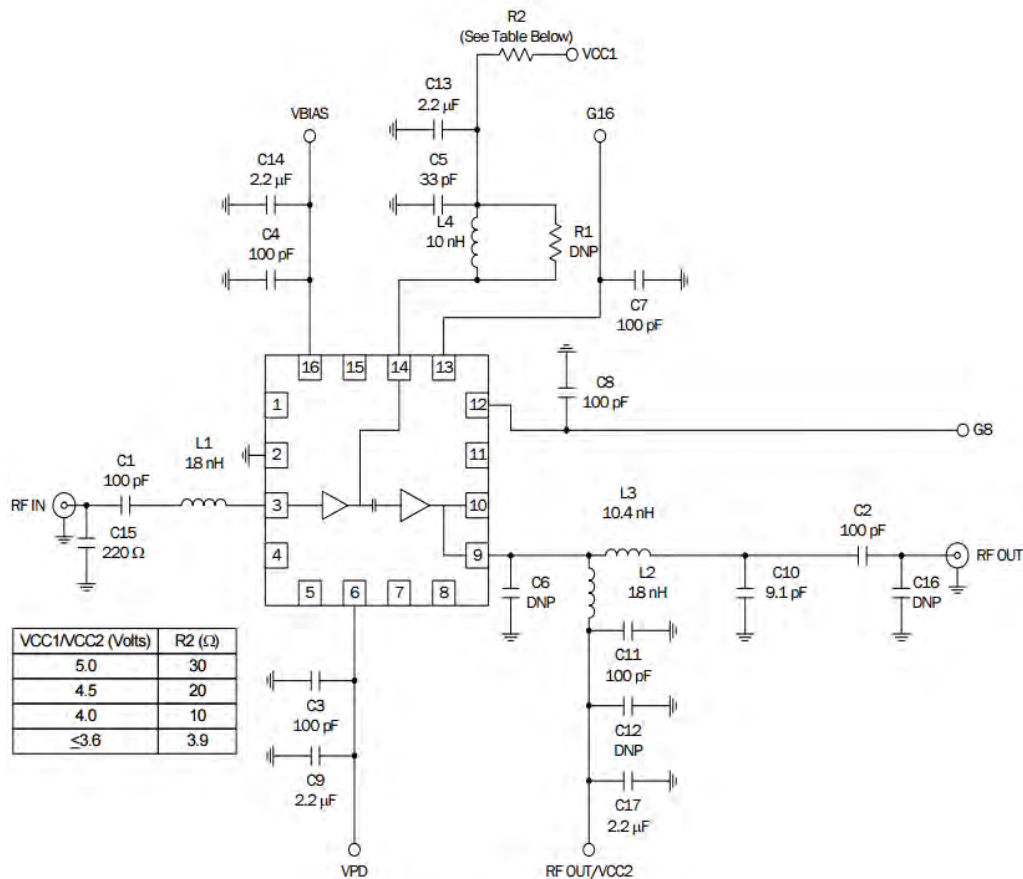 R2
(See Table Below)
VCC1
C13
2.2 µF
VBIAS
G16
C14
2.2 µF
C5
33 pF
L4
10 nH
R1
DNP
C4
100 pF
C7
100 pF
16
15
14
13
C8
100 pF
1
12
G8
L1
18 nH
2
11
C1
100 pF
L3
10.4 nH
C2
100 pF
RF IN
3
10
C15
220 Ω
4
9
RF OUT
C6
DNP
L2
18 nH
C10
9.1 pF
C16
DNP
5
6
7
8
VCC1/VCC2 (Volts) R2 (Ω)
5.0 30
4.5 20
4.0 10
≤3.6 3.9
C11
100 pF
C3
100 pF
C12
DNP
C9
2.2 µF
C17
2.2 µF
VPD
RF OUT/VCC2